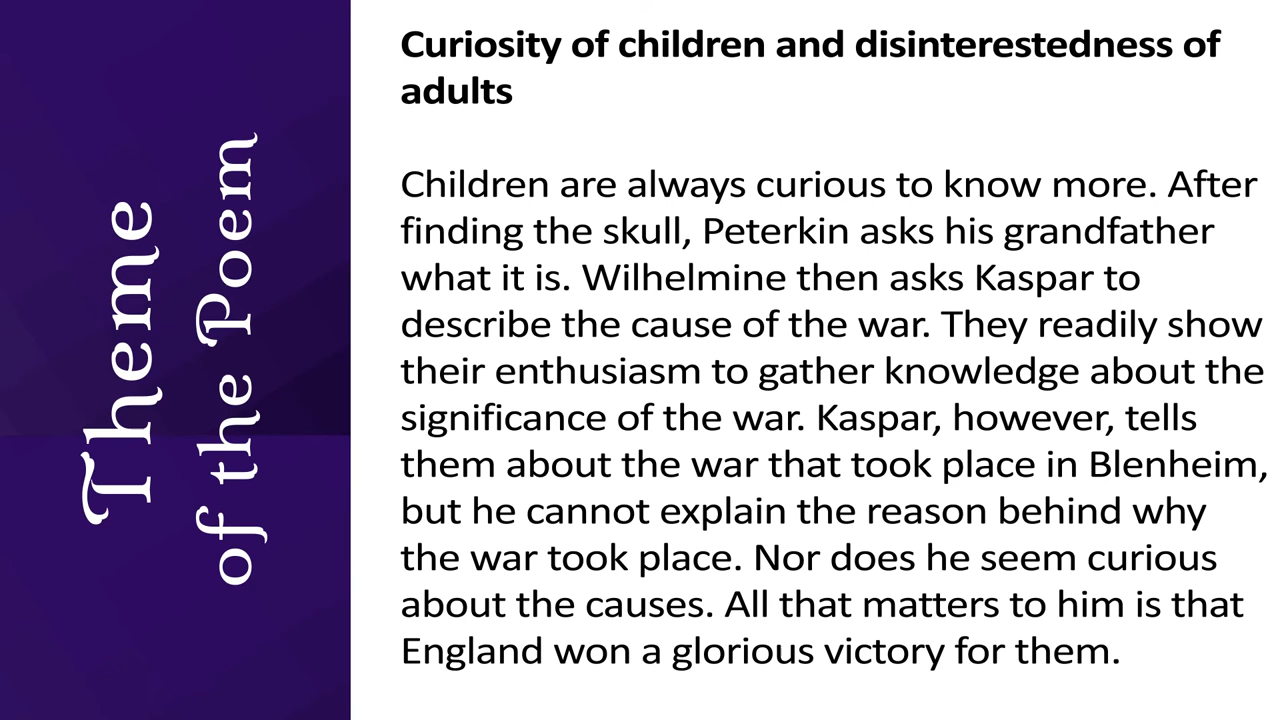 Theme
of the Poem
Curiosity of children and disinterestedness of
adults
Children are always curious to know more. After
finding the skull, Peterkin asks his grandfather
what it is. Wilhelmine then asks Kaspar to
describe the cause of the war. They readily show
their enthusiasm to gather knowledge about the
significance of the war. Kaspar, however, tells
them about the war that took place in Blenheim,
but he cannot explain the reason behind why
the war took place. Nor does he seem curious
about the causes. All that matters to him is that
England won a glorious victory for them.